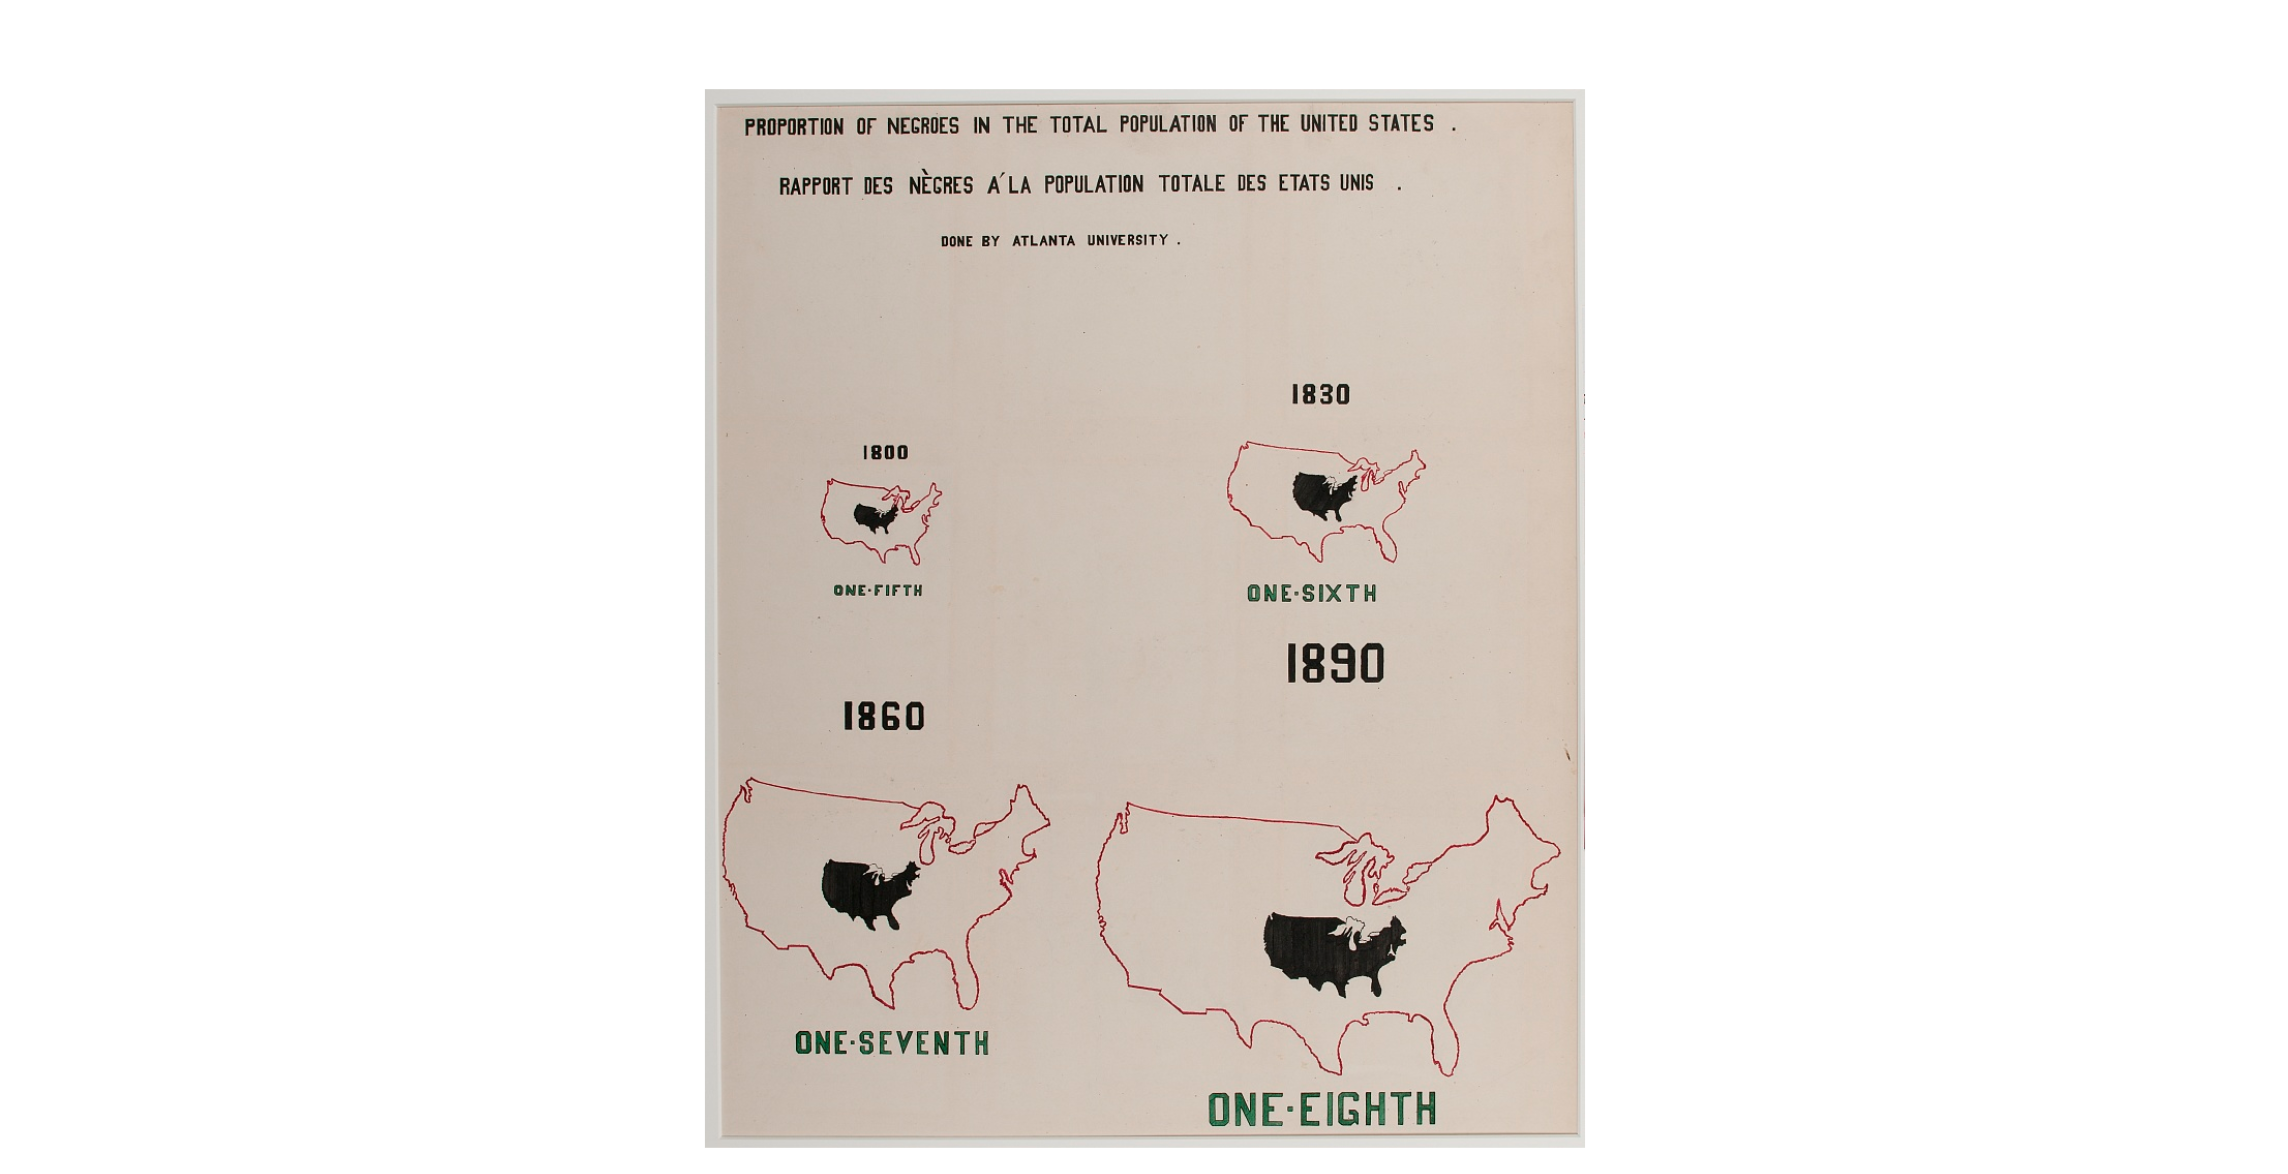 PROPORTION OF NEGROES IN THE TOTAL POPULATION OF THE UNITED STATES .
RAPPORT DES NÈGRES A´LA POPULATION TOTALE DES ETATS UNIS .
DONE BY ATLANTA UNIVERSITY .
1800
ONE·FIFTH
1830
ONE·SIXTH
1860
ONE·SEVENTH
1890
ONE·EIGHTH